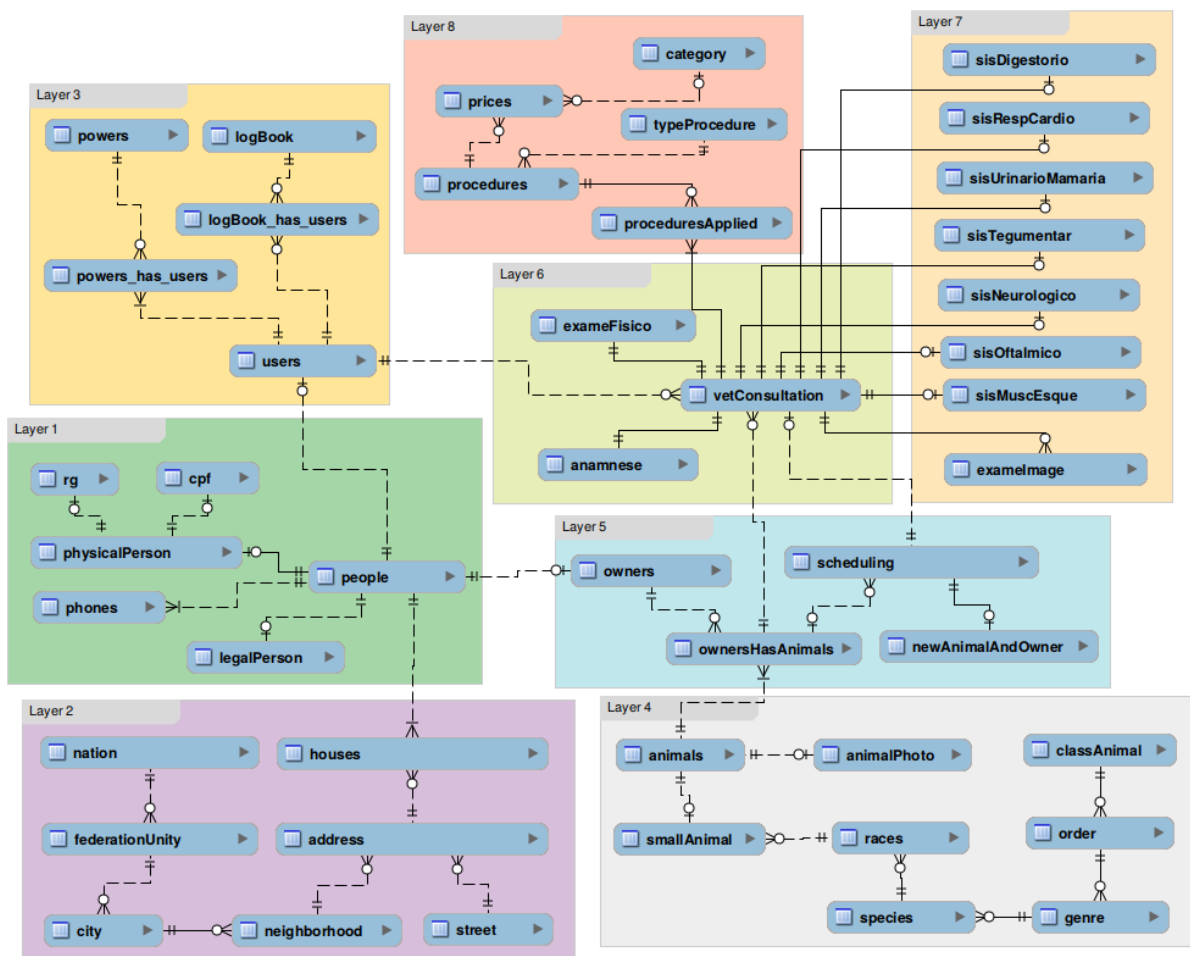 Layer 8
category
prices
typeProcedure
procedures
proceduresApplied
Layer 7
sisDigestorio
sisRespCardio
sisUrinarioMamaria
sisTegumentar
sisNeurologico
sisOftalmico
sisMuscEsque
exameImage
Layer 3
powers
logBook
logBook_has_users
powers_has_users
users
Layer 6
exameFisico
vetConsultation
anamnese
Layer 1
rg
cpf
physicalPerson
people
phones
legalPerson
Layer 5
owners
scheduling
ownersHasAnimals
newAnimalAndOwner
Layer 2
nation
houses
federationUnity
address
city
neighborhood
street
Layer 4
animals
animalPhoto
classAnimal
smallAnimal
races
order
species
genre